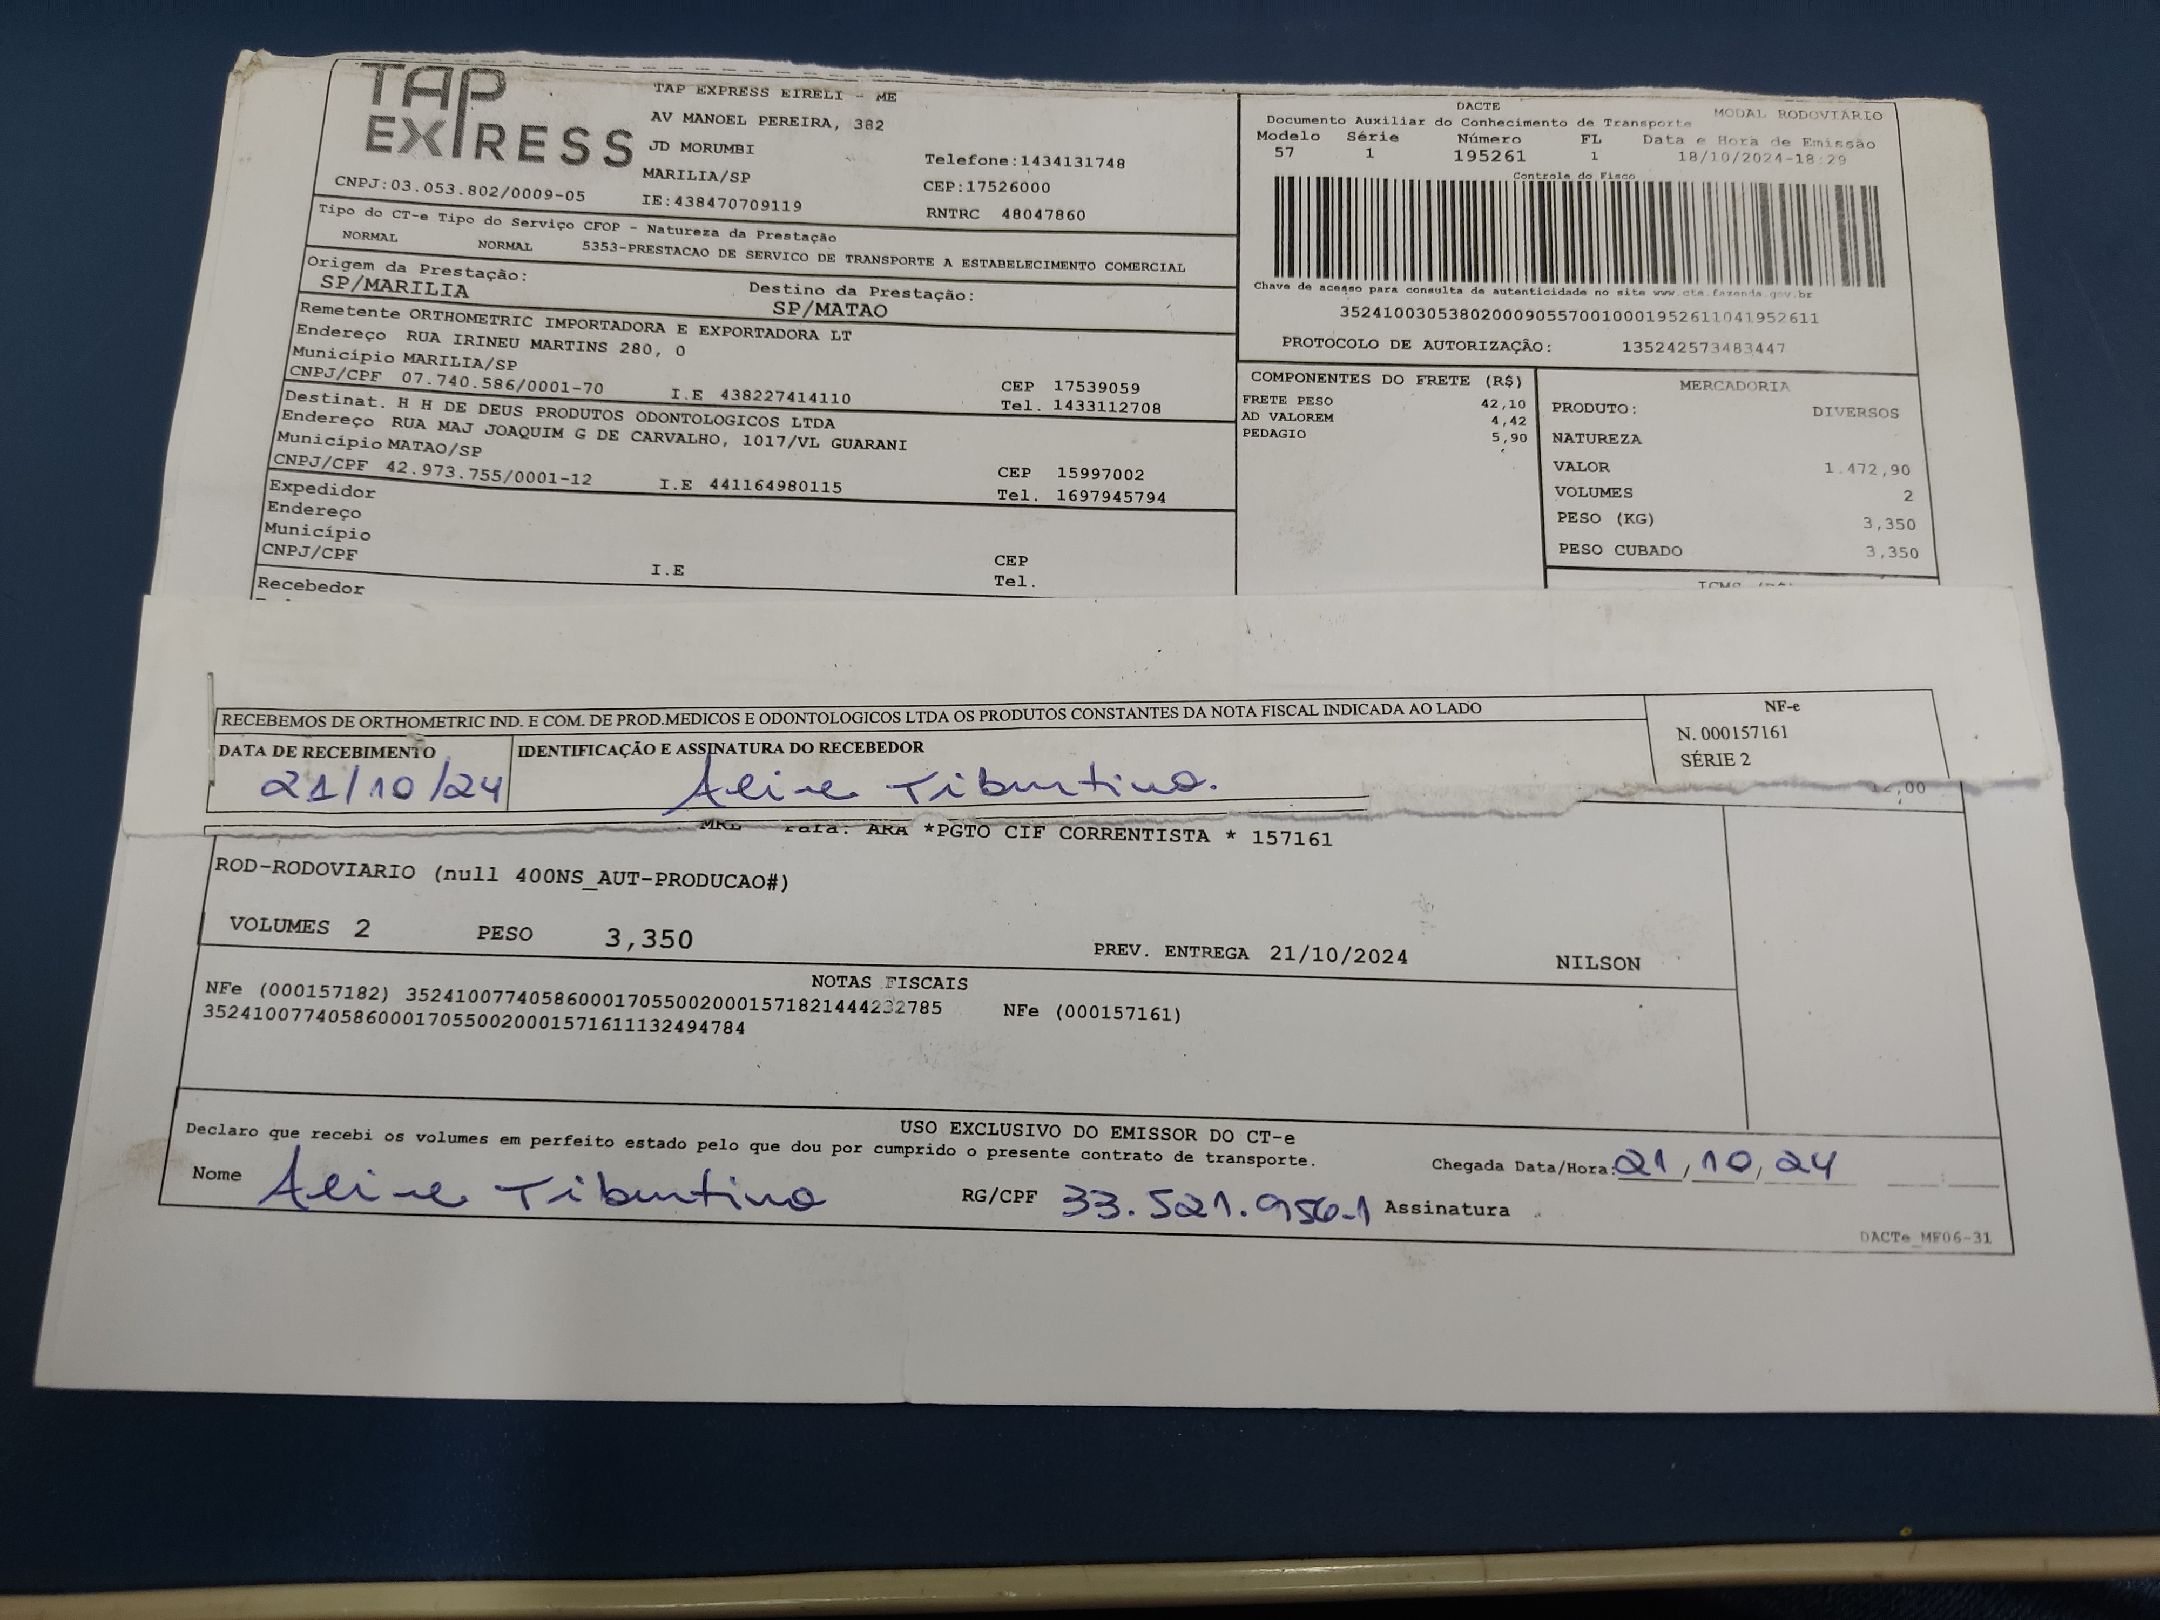 TAP EXPRESS
TAP EXPRESS EIRELI - ME
AV MANOEL PEREIRA, 382
JD MORUMBI
Telefone:1434131748
MARILIA/SP
CEP:17526000
CNPJ:03.053.802/0009-05
IE:438470709119
RNTRC 48047860
DACTE
MODAL RODOVIARIO
Documento Auxiliar do Conhecimento de Transporte
Modelo Série Número FL Data e Hora de Emissão
57 1 195261 1 18/10/2024-18:29
Controle do Fisco
Chave de acesso para consulta de autenticidade no site www.cte.fazenda.gov.br
35241003053802000905570010001952611041952611
PROTOCOLO DE AUTORIZAÇÃO: 135242573483447
Tipo do CT-e Tipo do Serviço CFOP - Natureza da Prestação
NORMAL NORMAL 5353-PRESTACAO DE SERVICO DE TRANSPORTE A ESTABELECIMENTO COMERCIAL
Origem da Prestação: Destino da Prestação:
SP/MARILIA SP/MATAO
Remetente ORTHOMETRIC IMPORTADORA E EXPORTADORA LT
Endereço RUA IRINEU MARTINS 280, 0
Município MARILIA/SP CEP 17539059
CNPJ/CPF 07.740.586/0001-70 I.E 438227414110 Tel. 1433112708
Destinat. H H DE DEUS PRODUTOS ODONTOLOGICOS LTDA
Endereço RUA MAJ JOAQUIM G DE CARVALHO, 1017/VL GUARANI
Município MATAO/SP CEP 15997002
CNPJ/CPF 42.973.755/0001-12 I.E 441164980115 Tel. 1697945794
Expedidor
Endereço
Município CEP
CNPJ/CPF I.E Tel.
Recebedor
COMPONENTES DO FRETE (R$)
FRETE PESO 42,10
AD VALOREM 4,42
PEDAGIO 5,90
MERCADORIA
PRODUTO: DIVERSOS
NATUREZA
VALOR 1.472,90
VOLUMES 2
PESO (KG) 3,350
PESO CUBADO 3,350
RECEBEMOS DE ORTHOMETRIC IND. E COM. DE PROD.MEDICOS E ODONTOLOGICOS LTDA OS PRODUTOS CONSTANTES DA NOTA FISCAL INDICADA AO LADO
NF-e
N. 000157161
SÉRIE 2
DATA DE RECEBIMENTO IDENTIFICAÇÃO E ASSINATURA DO RECEBEDOR
21/10/24 Aline Tiburtino.
ARA *PGTO CIF CORRENTISTA * 157161
ROD-RODOVIARIO (null 400NS_AUT-PRODUCAO#)
VOLUMES 2 PESO 3,350 PREV. ENTREGA 21/10/2024 NILSON
NOTAS FISCAIS
NFe (000157182) 35241007740586000170550020001571821444232785 NFe (000157161)
35241007740586000170550020001571611132494784
USO EXCLUSIVO DO EMISSOR DO CT-e
Declaro que recebi os volumes em perfeito estado pelo que dou por cumprido o presente contrato de transporte.
Chegada Data/Hora: 21/10/24
Nome Aline Tiburtino RG/CPF 33.521.956-1 Assinatura
DACTe_MF06-31